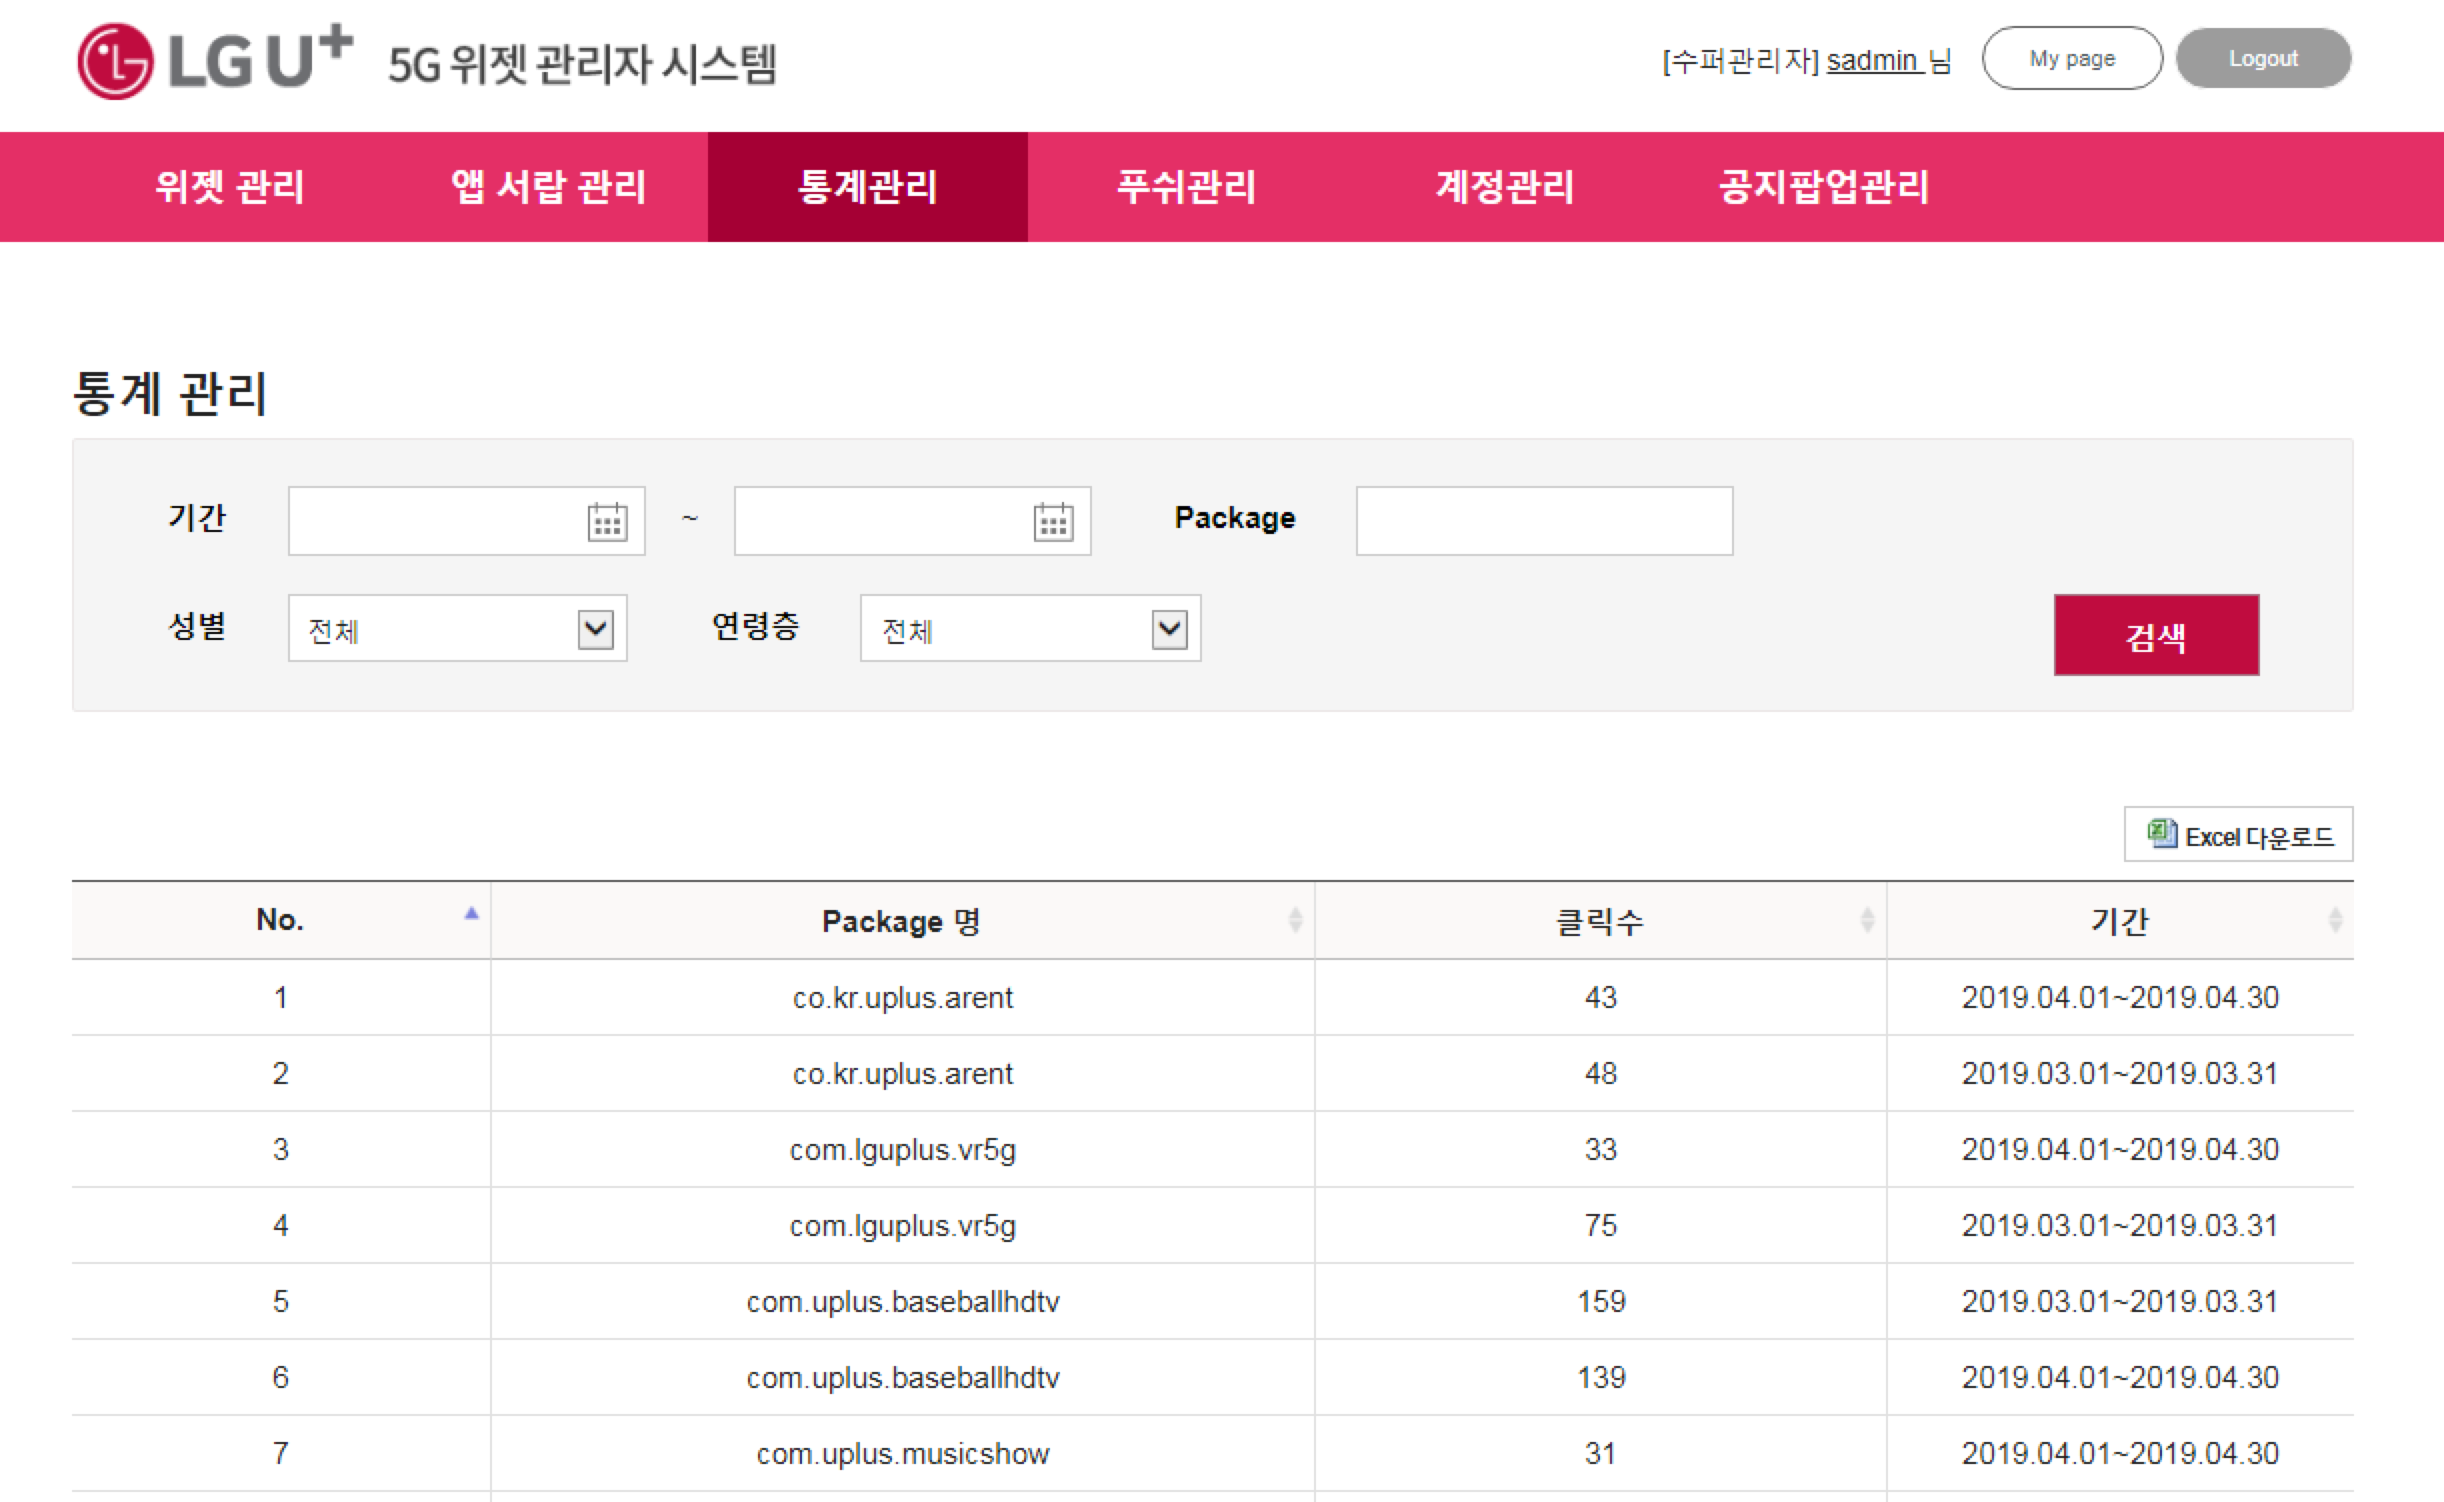 LG U+ 5G 위젯 관리자 시스템
[수퍼관리자] sadmin 님 My page Logout
위젯 관리 앱 서랍 관리 통계관리 푸쉬관리 계정관리 공지팝업관리
통계 관리
기간 ~ Package
성별 전체 연령층 전체 검색
Excel 다운로드
No. Package 명 클릭수 기간
1 co.kr.uplus.arent 43 2019.04.01~2019.04.30
2 co.kr.uplus.arent 48 2019.03.01~2019.03.31
3 com.lguplus.vr5g 33 2019.04.01~2019.04.30
4 com.lguplus.vr5g 75 2019.03.01~2019.03.31
5 com.uplus.baseballhdtv 159 2019.03.01~2019.03.31
6 com.uplus.baseballhdtv 139 2019.04.01~2019.04.30
7 com.uplus.musicshow 31 2019.04.01~2019.04.30